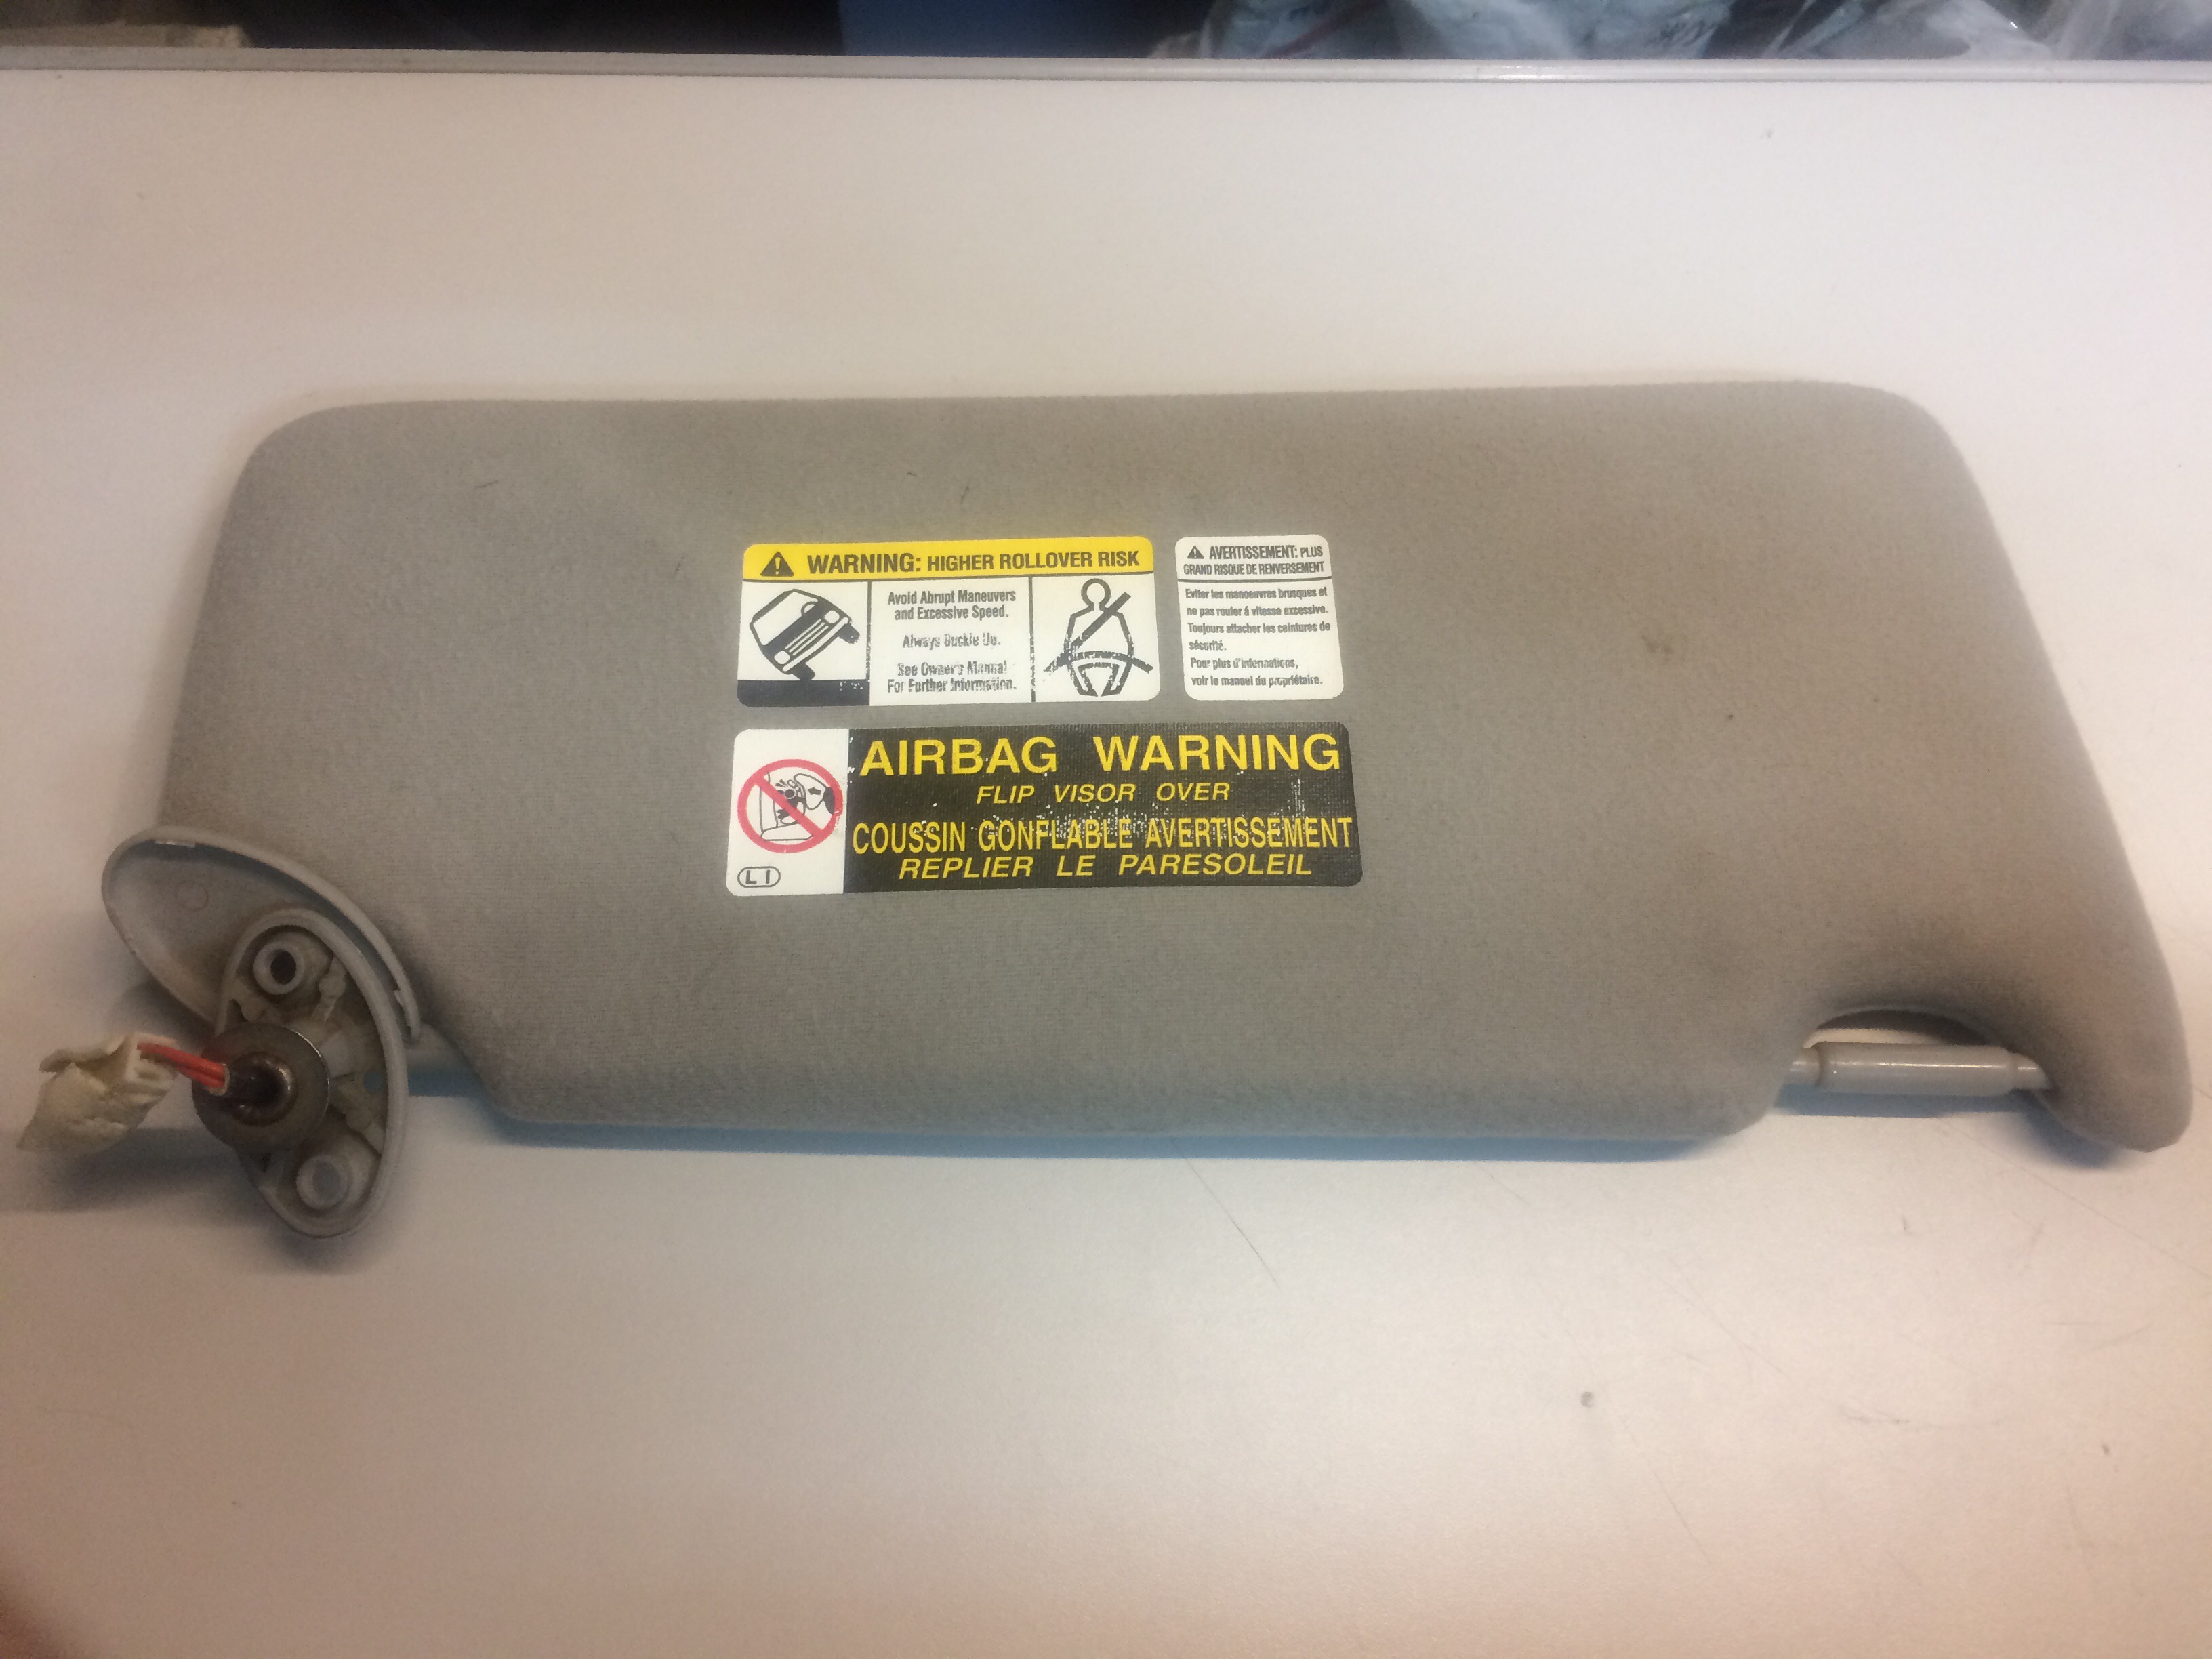 WARNING: HIGHER ROLLOVER RISK
Avoid Abrupt Maneuvers
and Excessive Speed.
Always Buckle Up.
See Owner's Manual
For Further Information.
AVERTISSEMENT: PLUS
GRAND RISQUE DE RENVERSEMENT
Eviter les manoeuvres brusques et
ne pas rouler á vitesse excessive.
Toujours attacher les ceintures de
sécurité.
Pour plus d'informations,
voir le manuel du propriétaire.
AIRBAG WARNING
FLIP VISOR OVER
COUSSIN GONFLABLE AVERTISSEMENT
REPLIER LE PARESOLEIL
L I